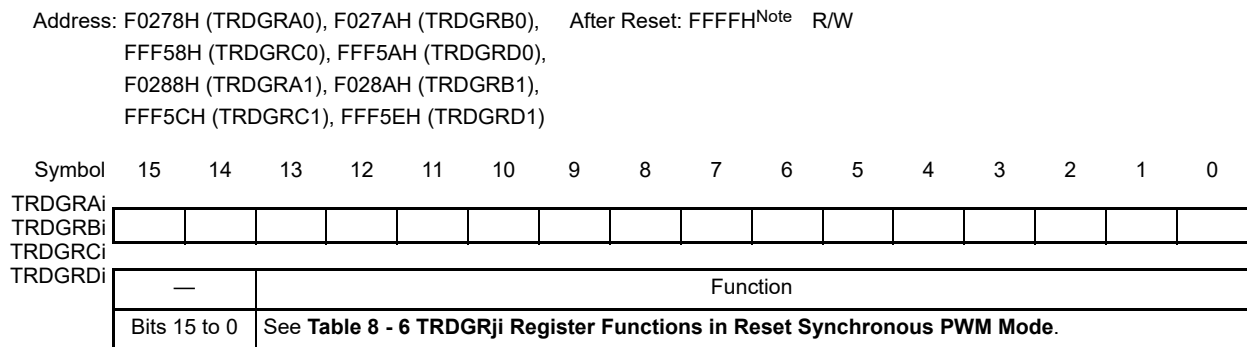 Address: F0278H (TRDGRA0), F027AH (TRDGRB0), After Reset: FFFFHNote R/W
FFF58H (TRDGRC0), FFF5AH (TRDGRD0),
F0288H (TRDGRA1), F028AH (TRDGRB1),
FFF5CH (TRDGRC1), FFF5EH (TRDGRD1)
Symbol 15 14 13 12 11 10 9 8 7 6 5 4 3 2 1 0
TRDGRAi
TRDGRBi
TRDGRCi
TRDGRDi
— Function
Bits 15 to 0 See Table 8 - 6 TRDGRji Register Functions in Reset Synchronous PWM Mode.